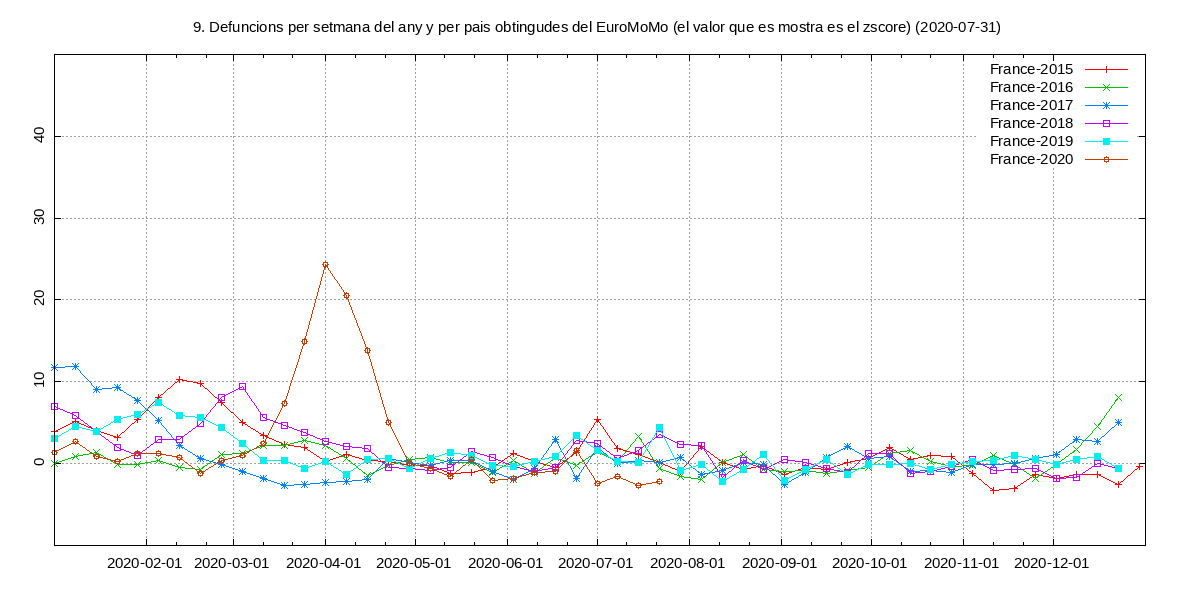 9. Defuncions per setmana del any y per pais obtingudes del EuroMoMo (el valor que es mostra es el zscore) (2020-07-31)
France-2015
France-2016
France-2017
France-2018
France-2019
France-2020
40
30
20
10
0
2020-02-01 2020-03-01 2020-04-01 2020-05-01 2020-06-01 2020-07-01 2020-08-01 2020-09-01 2020-10-01 2020-11-01 2020-12-01